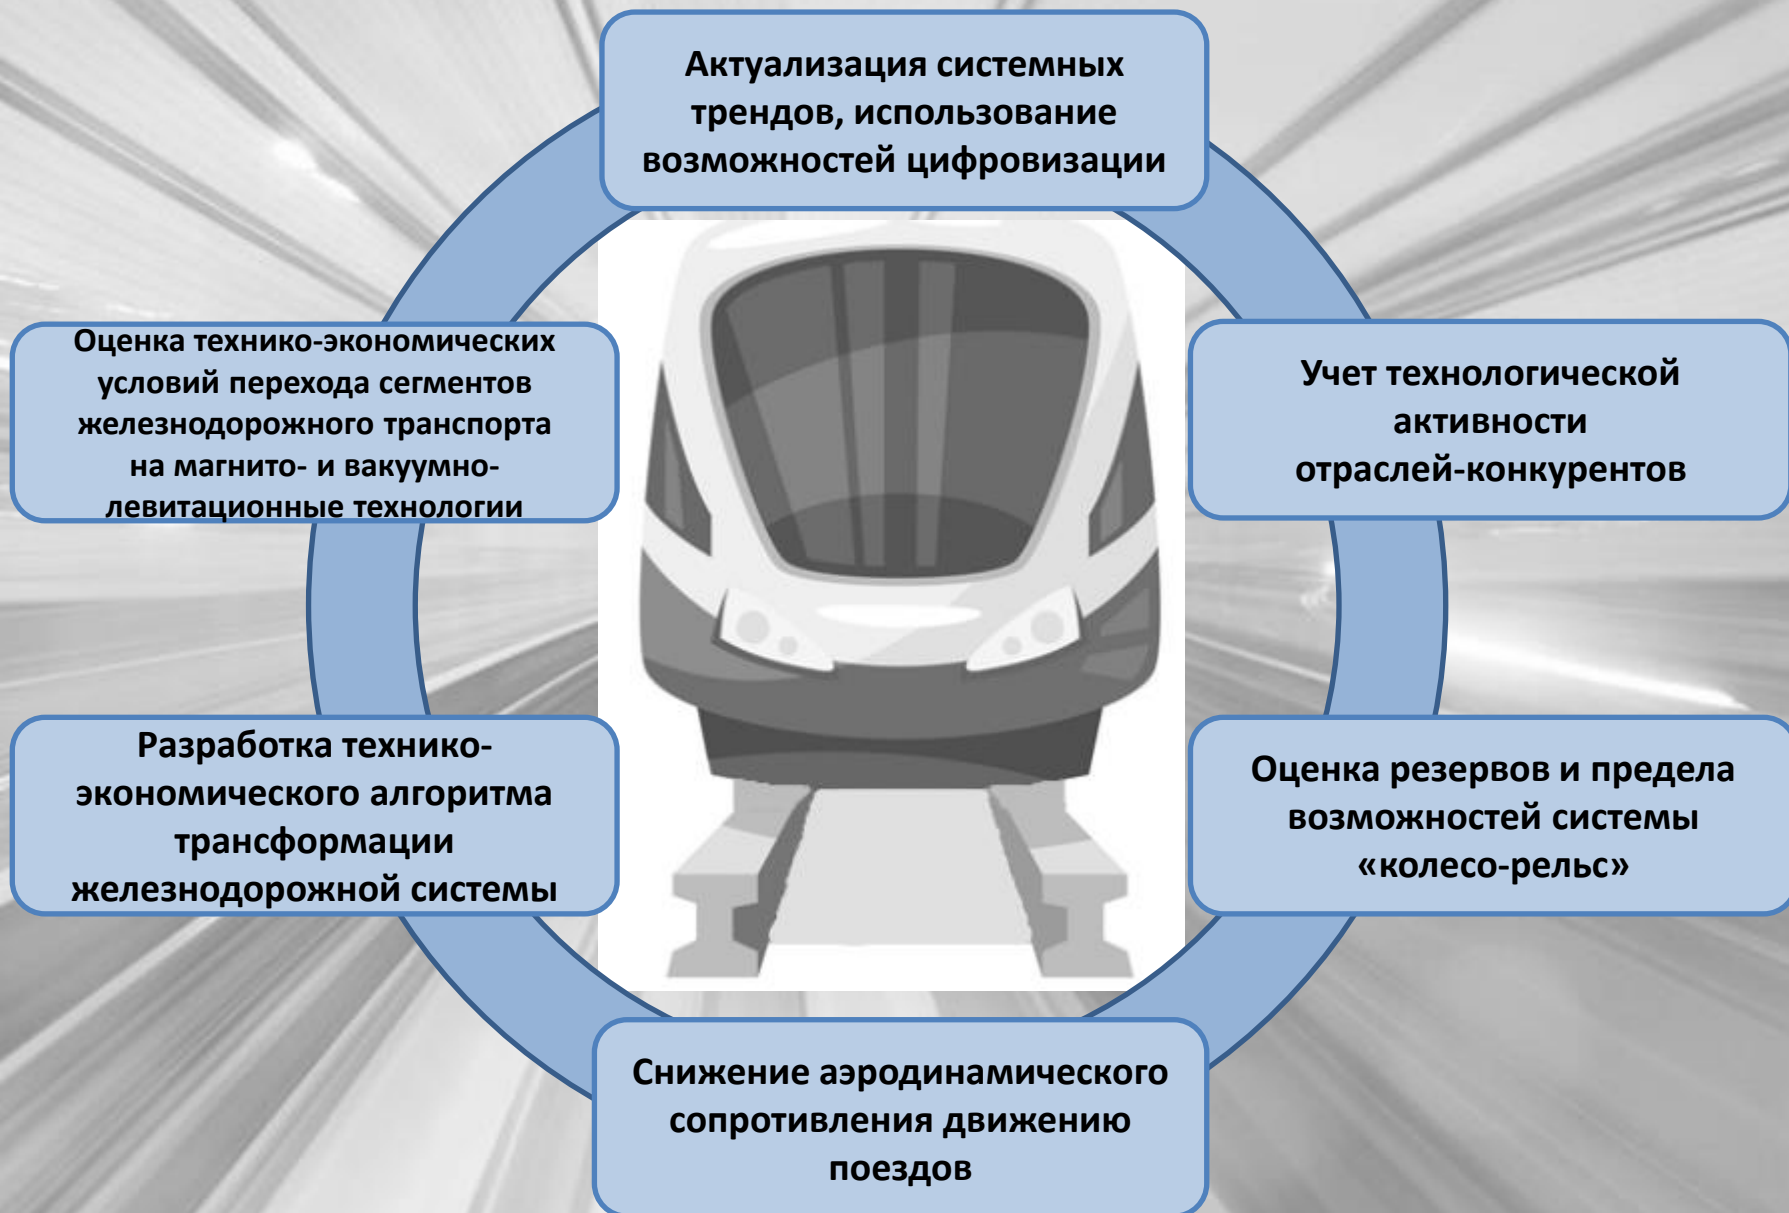 Актуализация системных
трендов, использование
возможностей цифровизации
Оценка технико-экономических
условий перехода сегментов
железнодорожного транспорта
на магнито- и вакуумно-
левитационные технологии
Учет технологической
активности
отраслей-конкурентов
Разработка технико-
экономического алгоритма
трансформации
железнодорожной системы
Оценка резервов и предела
возможностей системы
«колесо-рельс»
Снижение аэродинамического
сопротивления движению
поездов